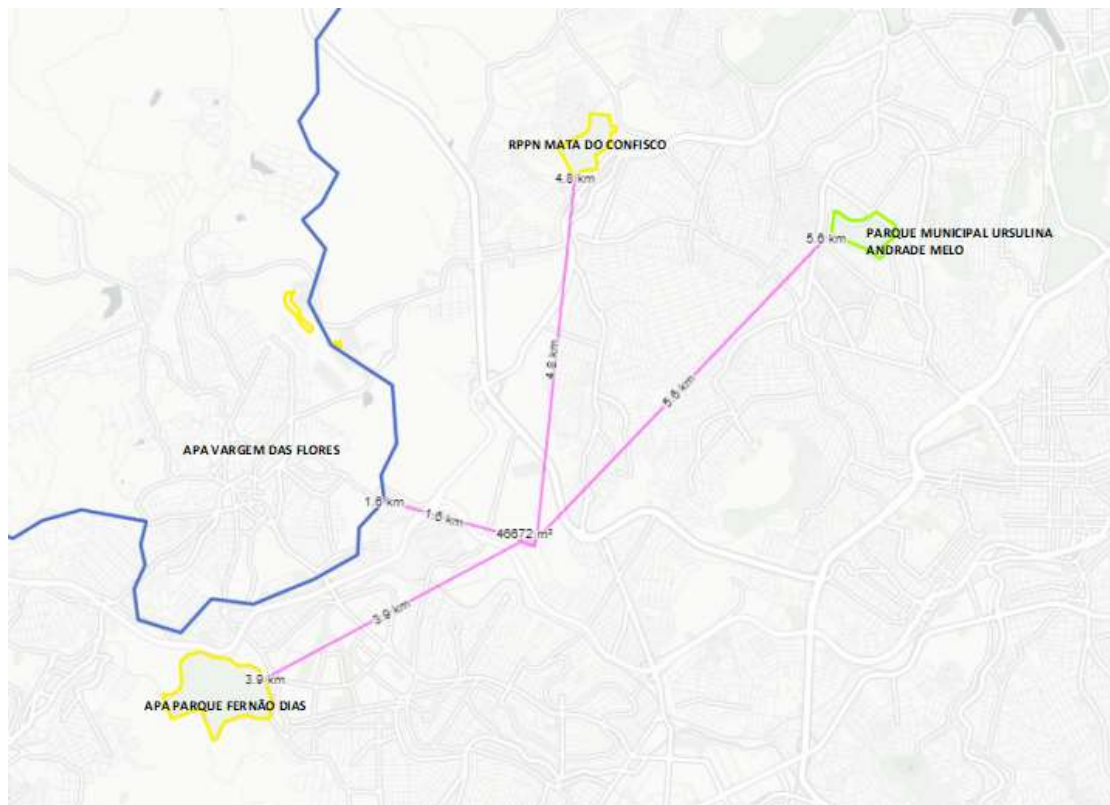 RPPN MATA DO CONFISCO
4.8 km
PARQUE MUNICIPAL URSULINA
ANDRADE MELO
5.6 km
4.8 km
5.6 km
APA VARGEM DAS FLORES
1.6 km
1.6 km
46672 m²
3.9 km
3.9 km
APA PARQUE FERNÃO DIAS